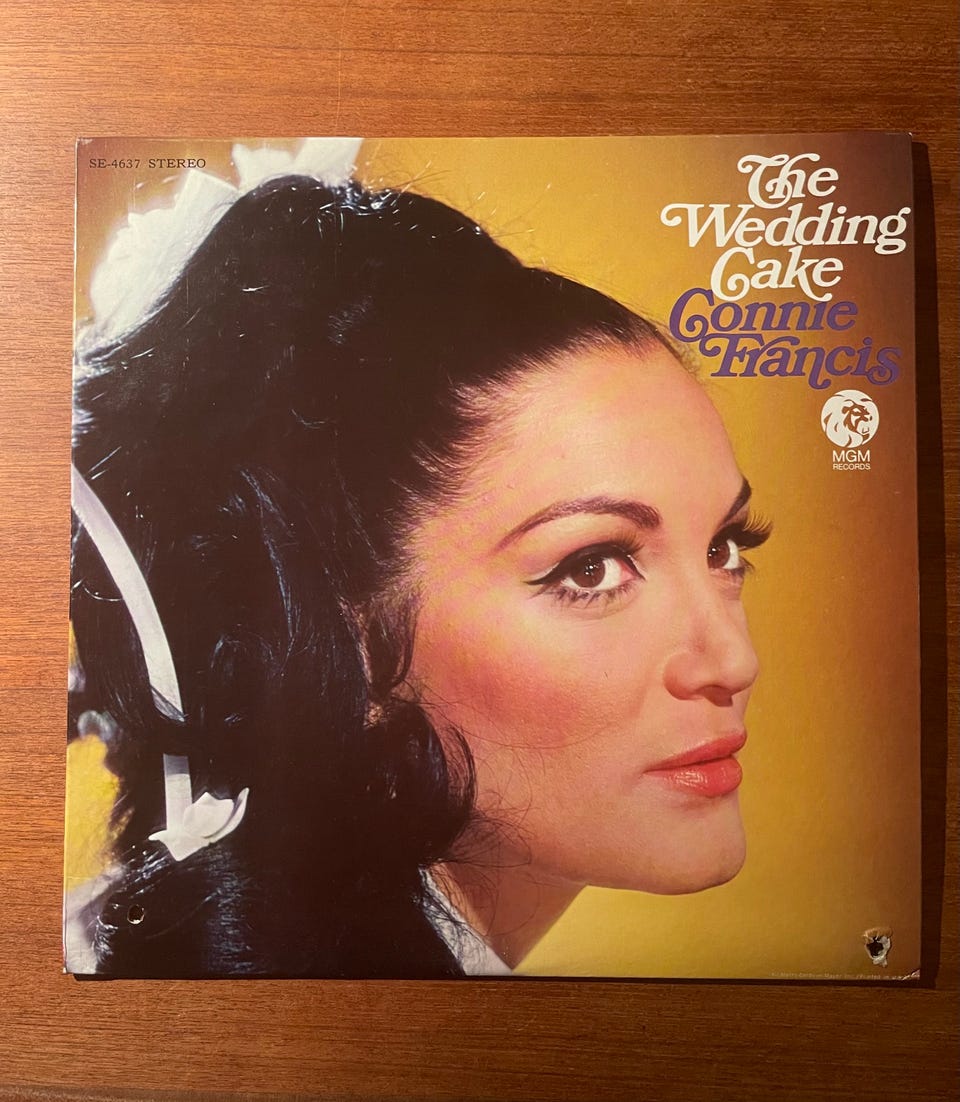 SE-4637 STEREO
The
Wedding
Cake
Connie
Francis
MGM
RECORDS